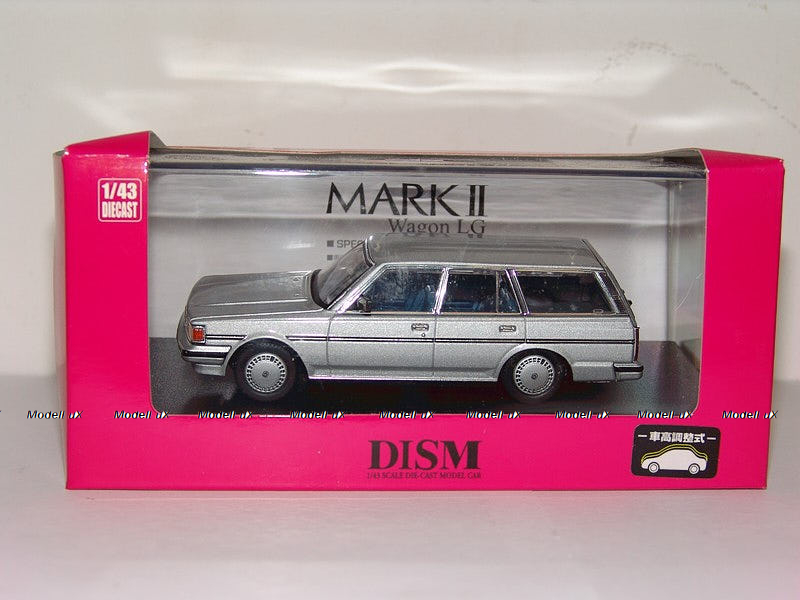 1/43
DIECAST
MARK II
Wagon LG
■ SPE
Model-uX Model-uX Model-uX Model-uX Model-uX Model-uX Model-uX Model-uX Model-uX
DISM
1/43 SCALE DIE-CAST MODEL CAR
車高調整式